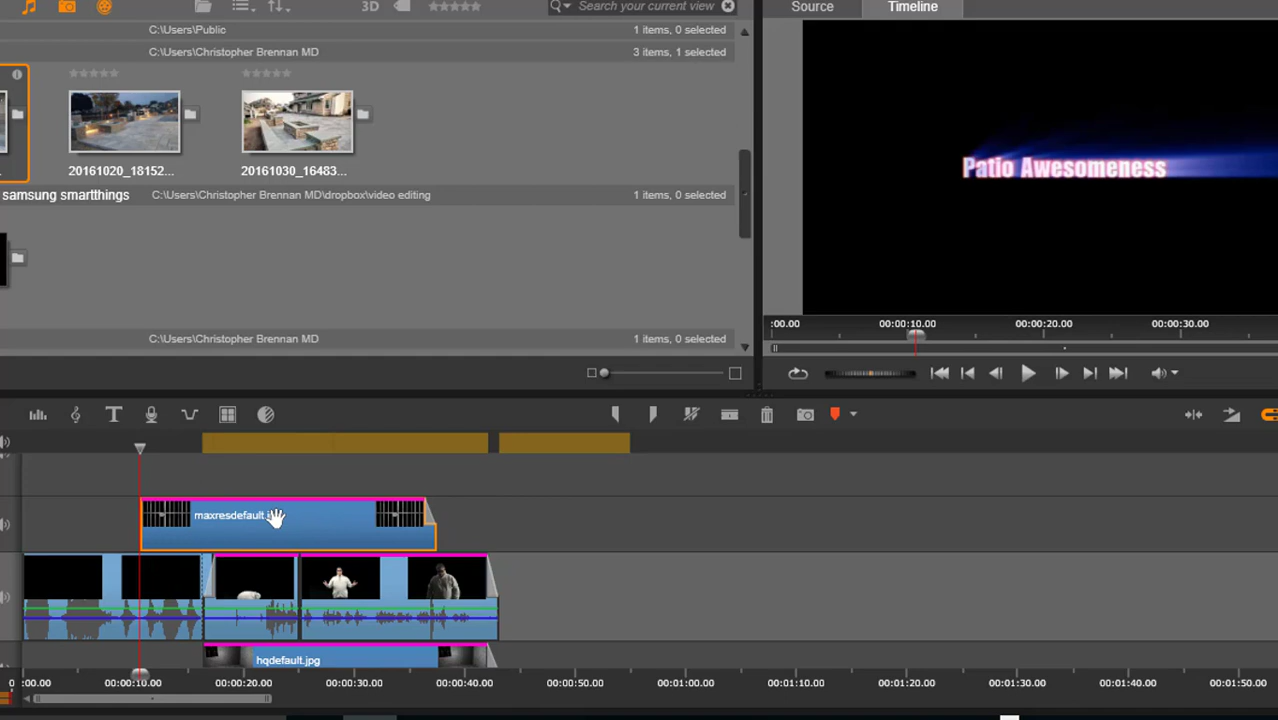 3D
Search your current view
Source
Timeline
C:\Users\Public
1 items, 0 selected
C:\Users\Christopher Brennan MD
3 items, 1 selected
20161020_18152...
20161030_16483...
samsung smartthings
C:\Users\Christopher Brennan MD\dropbox\video editing
1 items, 0 selected
C:\Users\Christopher Brennan MD
1 items, 0 selected
Patio Awesomeness
:00.00
00:00:10.00
00:00:20.00
00:00:30.00
T
hqdefault.jpg
:00.00
00:00:10.00
00:00:20.00
00:00:30.00
00:00:40.00
00:00:50.00
00:01:00.00
00:01:10.00
00:01:20.00
00:01:30.00
00:01:40.00
00:01:50.00